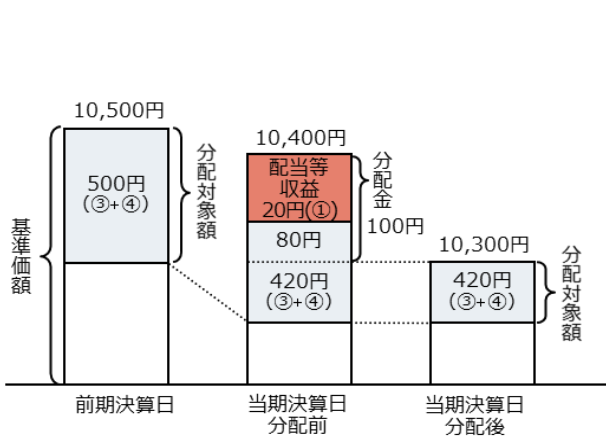 10,500円
500円
(③+④)
分配対象額
基準価額
前期決算日
10,400円
配当等
収益
20円(①)
80円
420円
(③+④)
分配金
100円
当期決算日
分配前
10,300円
420円
(③+④)
分配対象額
当期決算日
分配後